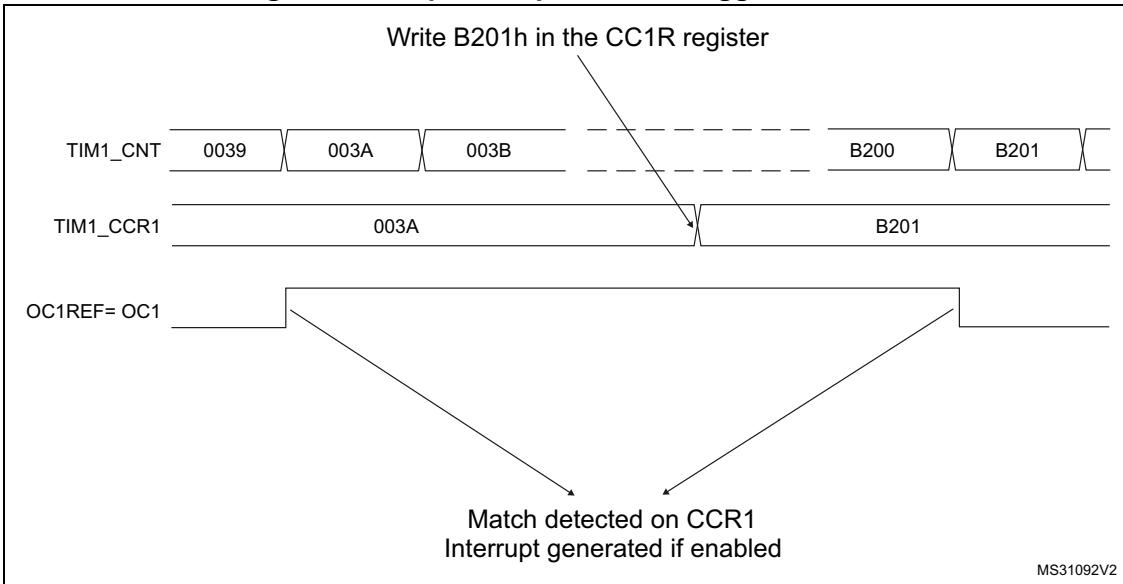 Write B201h in the CC1R register
TIM1_CNT 0039 003A 003B B200 B201
TIM1_CCR1 003A B201
OC1REF= OC1
Match detected on CCR1
Interrupt generated if enabled
MS31092V2